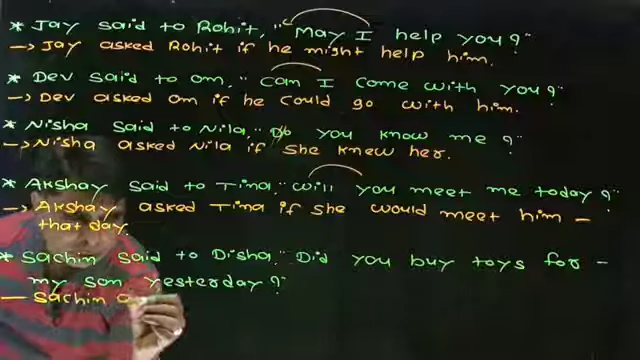 * Jay said to Rohit, "May I help you?"
→ Jay asked Rohit if he might help him.
* Dev said to om, "Can I come with you?"
→ Dev asked om if he could go with him.
* Nisha said to Nila, "Do you know me?"
→ Nisha asked Nila if she knew her.
* Akshay said to Tina, "Will you meet me today?"
→ Akshay asked Tina if she would meet him -
that day.
* Sachin said to Disha, "Did you buy toys for -
my son yesterday?"
→ Sachin a